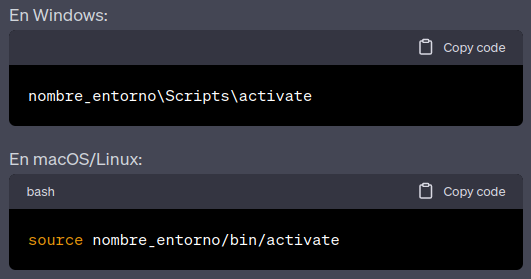 En Windows:
Copy code
nombre_entorno\Scripts\activate
En macOS/Linux:
bash Copy code
source nombre_entorno/bin/activate